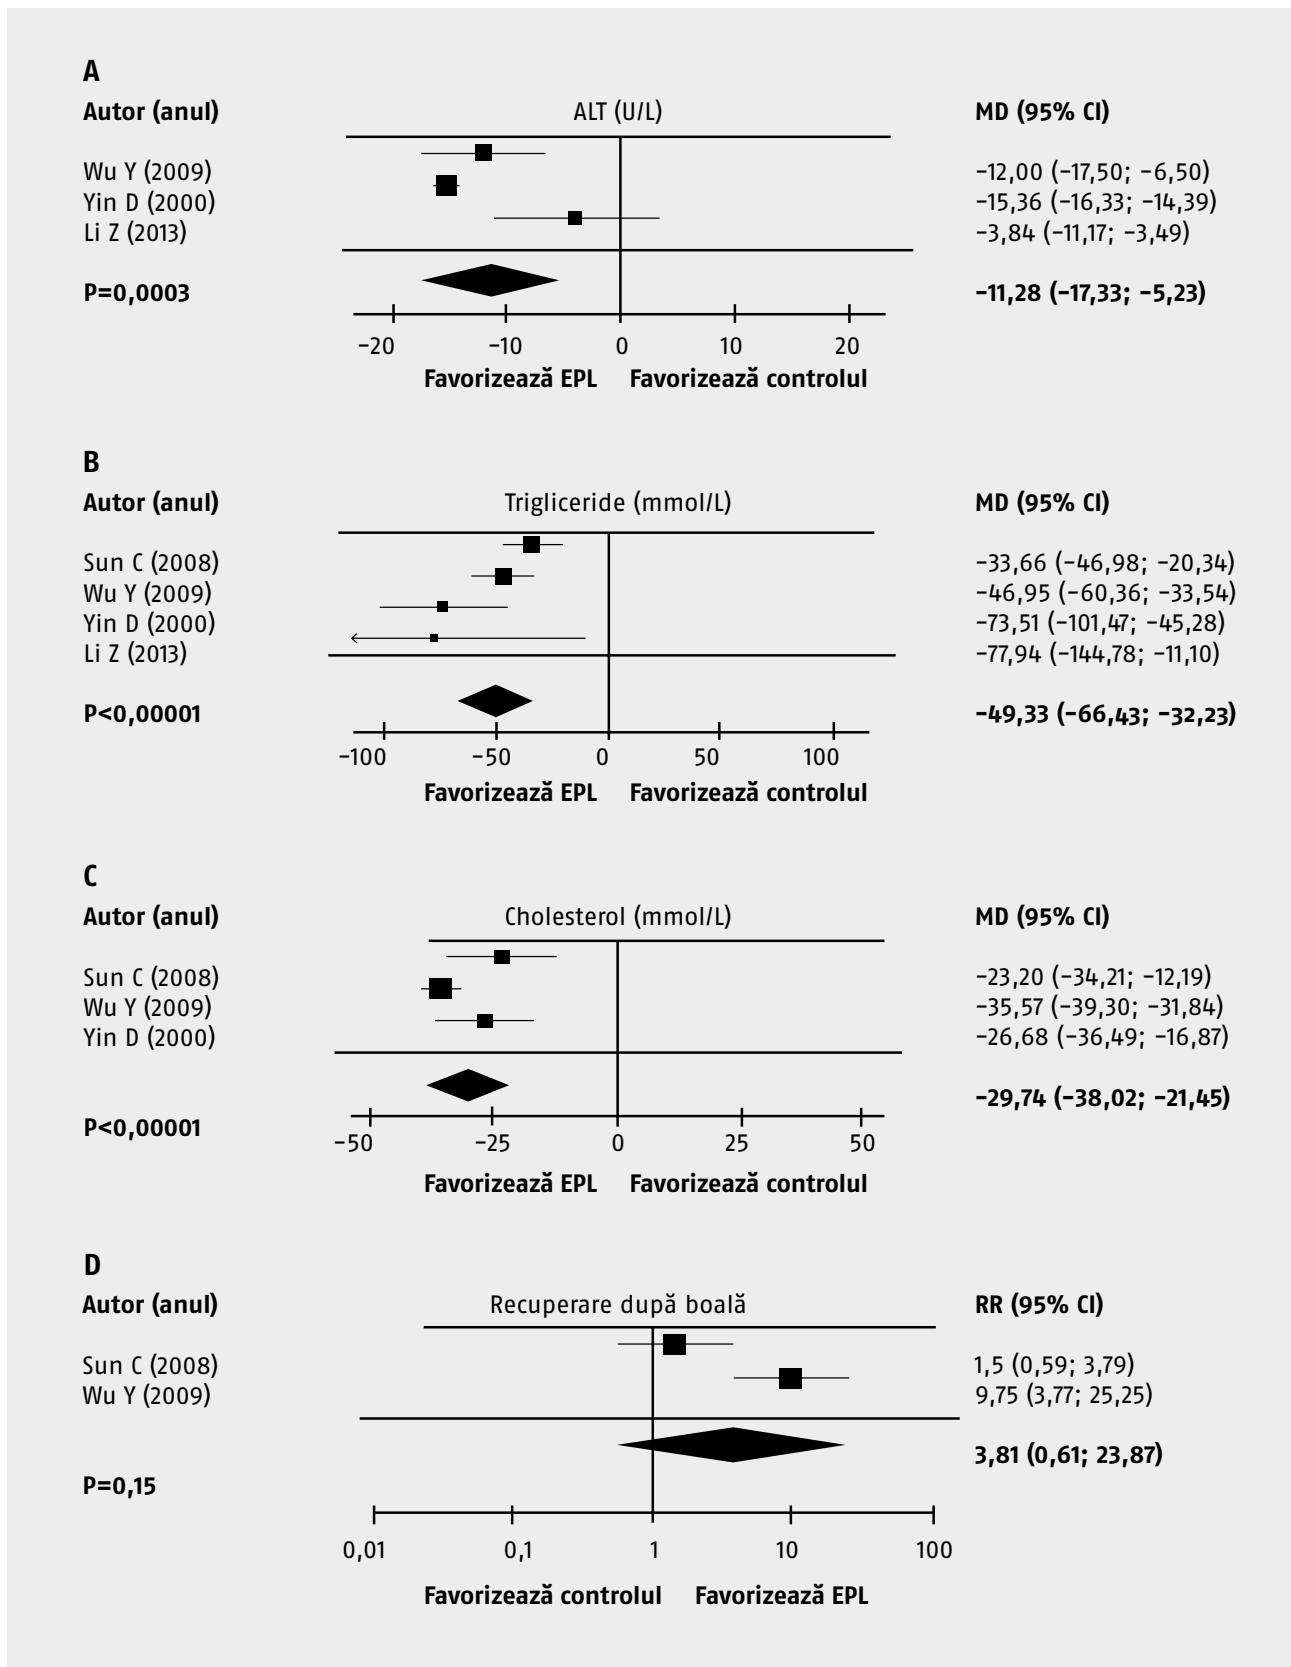 A
Autor (anul) ALT (U/L) MD (95% CI)
Wu Y (2009) −12,00 (−17,50; −6,50)
Yin D (2000) −15,36 (−16,33; −14,39)
Li Z (2013) −3,84 (−11,17; −3,49)
P=0,0003 −11,28 (−17,33; −5,23)
−20 −10 0 10 20
Favorizează EPL Favorizează controlul
B
Autor (anul) Trigliceride (mmol/L) MD (95% CI)
Sun C (2008) −33,66 (−46,98; −20,34)
Wu Y (2009) −46,95 (−60,36; −33,54)
Yin D (2000) −73,51 (−101,47; −45,28)
Li Z (2013) −77,94 (−144,78; −11,10)
P<0,00001 −49,33 (−66,43; −32,23)
−100 −50 0 50 100
Favorizează EPL Favorizează controlul
C
Autor (anul) Cholesterol (mmol/L) MD (95% CI)
Sun C (2008) −23,20 (−34,21; −12,19)
Wu Y (2009) −35,57 (−39,30; −31,84)
Yin D (2000) −26,68 (−36,49; −16,87)
−29,74 (−38,02; −21,45)
P<0,00001
−50 −25 0 25 50
Favorizează EPL Favorizează controlul
D
Autor (anul) Recuperare după boală RR (95% CI)
Sun C (2008) 1,5 (0,59; 3,79)
Wu Y (2009) 9,75 (3,77; 25,25)
3,81 (0,61; 23,87)
P=0,15
0,01 0,1 1 10 100
Favorizează controlul Favorizează EPL